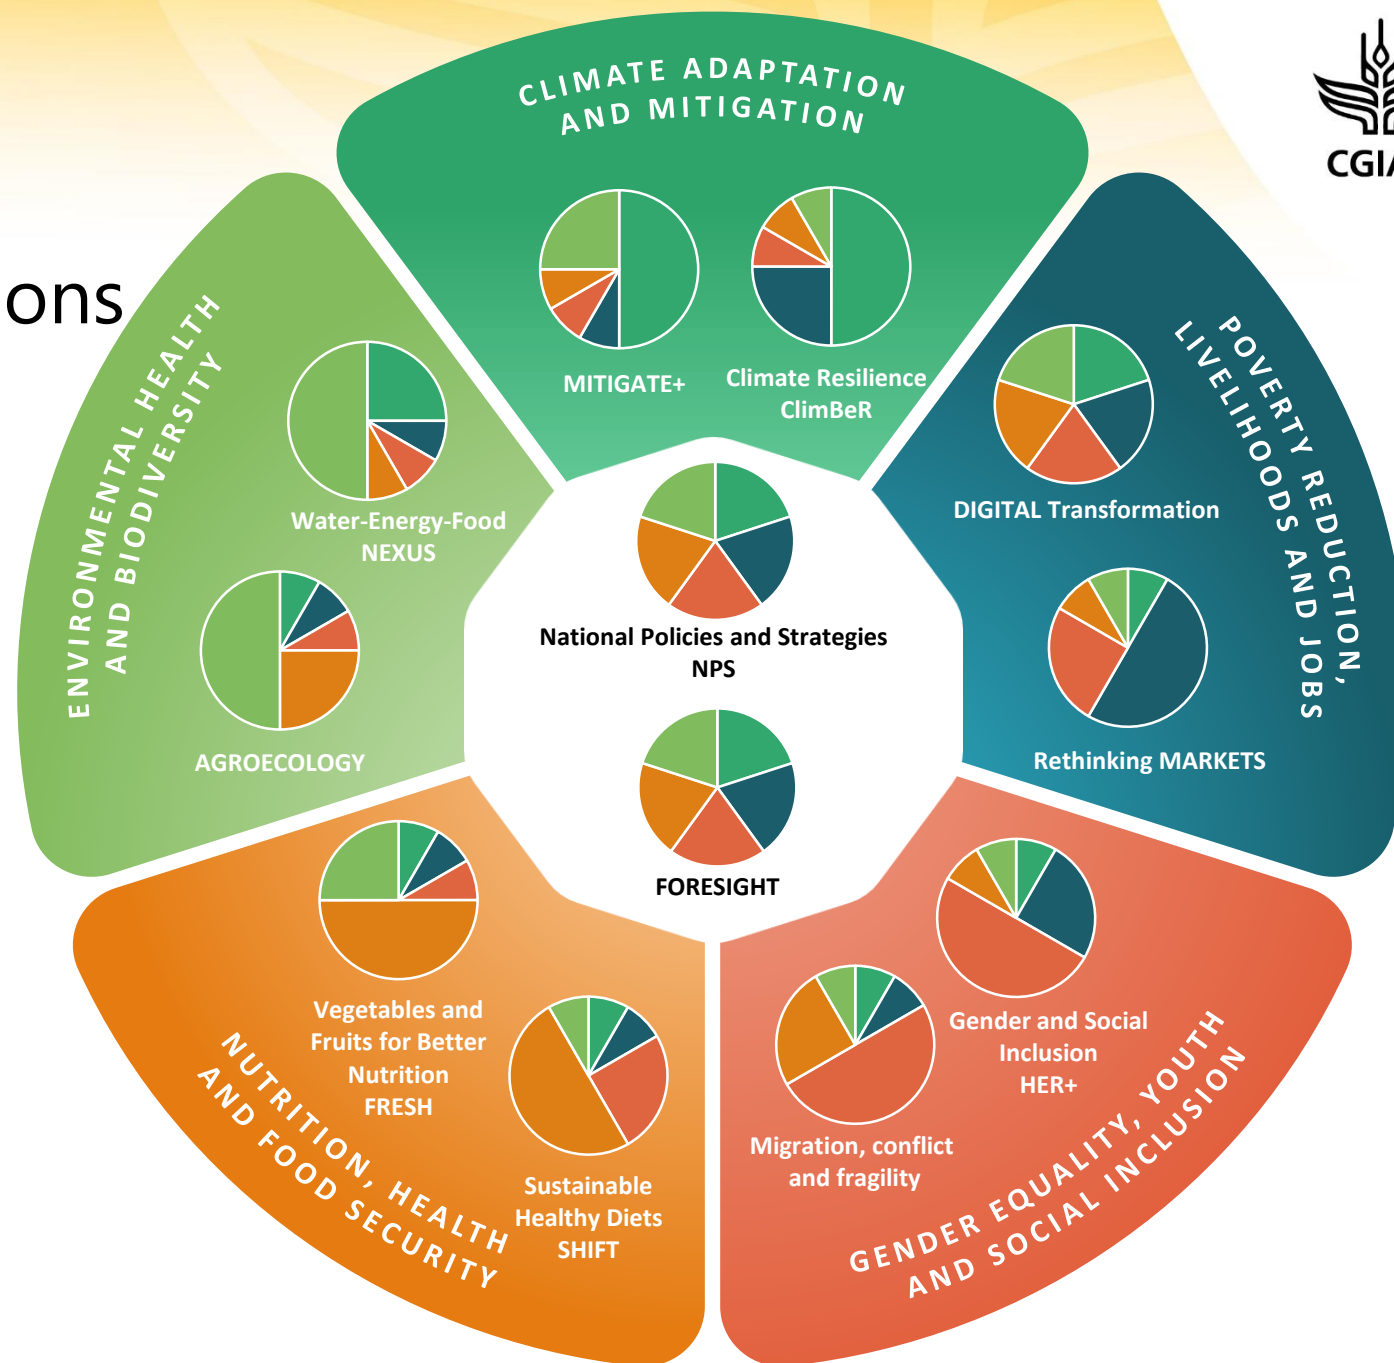 ons
CGIA
CLIMATE ADAPTATION
AND MITIGATION
MITIGATE+
Climate Resilience
ClimBeR
POVERTY REDUCTION,
LIVELIHOODS AND JOBS
DIGITAL Transformation
Rethinking MARKETS
ENVIRONMENTAL HEALTH
AND BIODIVERSITY
Water-Energy-Food
NEXUS
AGROECOLOGY
National Policies and Strategies
NPS
FORESIGHT
Vegetables and
Fruits for Better
Nutrition
FRESH
Sustainable
Healthy Diets
SHIFT
NUTRITION, HEALTH
AND FOOD SECURITY
Gender and Social
Inclusion
HER+
Migration, conflict
and fragility
GENDER EQUALITY, YOUTH
AND SOCIAL INCLUSION